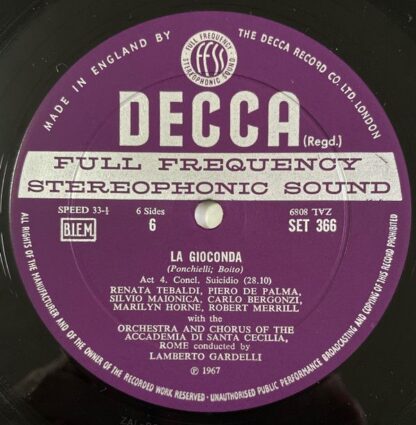 MADE IN ENGLAND BY
FULL FREQUENCY
ffss
STEREOPHONIC SOUND
THE DECCA RECORD CO. LTD. LONDON
DECCA (Regd.)
FULL FREQUENCY
STEREOPHONIC SOUND
SPEED 33-⅓
6 Sides
6
ZAL 6808
B.I.E.M.
SET 366
LA GIOCONDA
(Ponchielli; Boito)
Act 4. Concl. Suicidio (28.10)
RENATA TEBALDI, PIERO DE PALMA,
SILVIO MAIONICA, CARLO BERGONZI,
MARILYN HORNE, ROBERT MERRILL
with the
ORCHESTRA AND CHORUS OF THE
ACCADEMIA DI SANTA CECILIA,
ROME conducted by
LAMBERTO GARDELLI
℗ 1967
ALL RIGHTS OF THE MANUFACTURER AND OF THE OWNER OF THE RECORDED WORK RESERVED - UNAUTHORISED PUBLIC PERFORMANCE BROADCASTING AND COPYING OF THIS RECORD PROHIBITED